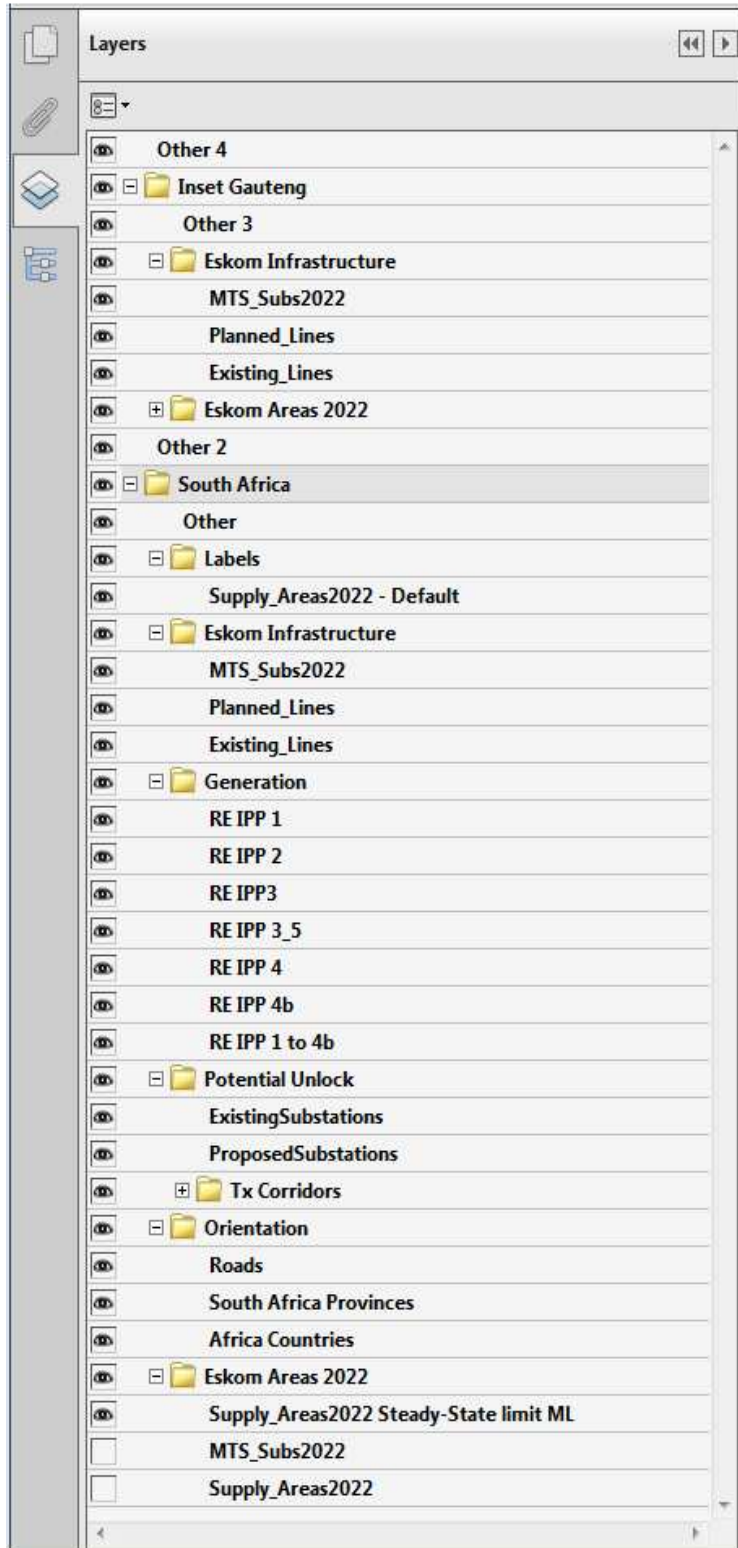 Layers
Other 4
Inset Gauteng
Other 3
Eskom Infrastructure
MTS_Subs2022
Planned_Lines
Existing_Lines
Eskom Areas 2022
Other 2
South Africa
Other
Labels
Supply_Areas2022 - Default
Eskom Infrastructure
MTS_Subs2022
Planned_Lines
Existing_Lines
Generation
RE IPP 1
RE IPP 2
RE IPP3
RE IPP 3_5
RE IPP 4
RE IPP 4b
RE IPP 1 to 4b
Potential Unlock
ExistingSubstations
ProposedSubstations
Tx Corridors
Orientation
Roads
South Africa Provinces
Africa Countries
Eskom Areas 2022
Supply_Areas2022 Steady-State limit ML
MTS_Subs2022
Supply_Areas2022